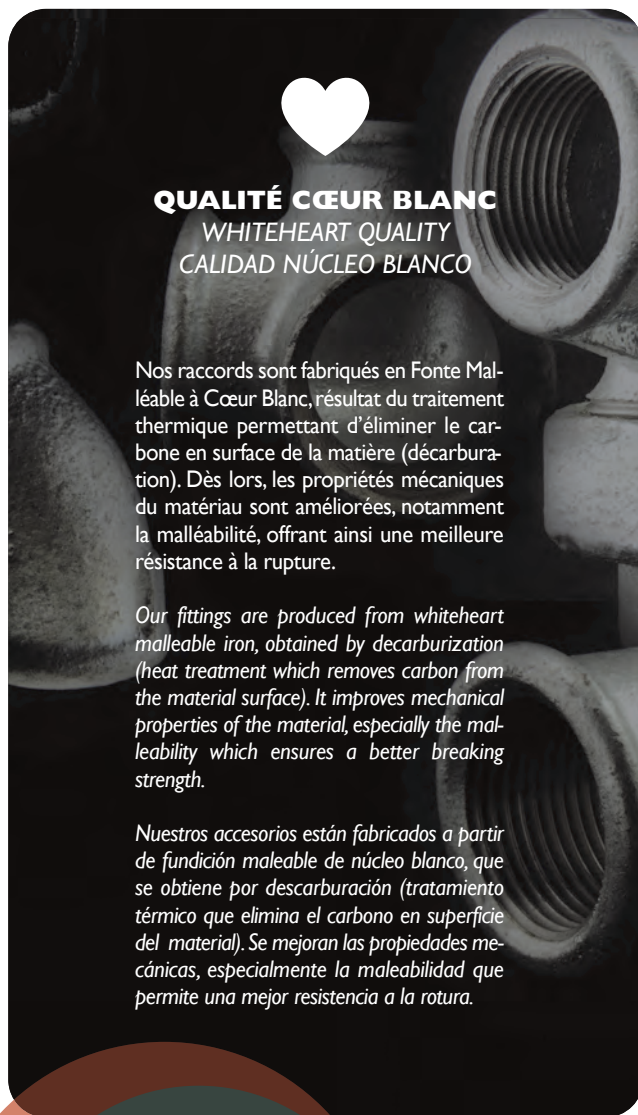 QUALITÉ CŒUR BLANC
WHITEHEART QUALITY
CALIDAD NÚCLEO BLANCO
Nos raccords sont fabriqués en Fonte Mal-
léable à Cœur Blanc, résultat du traitement
thermique permettant d'éliminer le car-
bone en surface de la matière (décarbura-
tion). Dès lors, les propriétés mécaniques
du matériau sont améliorées, notamment
la malléabilité, offrant ainsi une meilleure
résistance à la rupture.
Our fittings are produced from whiteheart
malleable iron, obtained by decarburization
(heat treatment which removes carbon from
the material surface). It improves mechanical
properties of the material, especially the mal-
leability which ensures a better breaking
strength.
Nuestros accesorios están fabricados a partir
de fundición maleable de núcleo blanco, que
se obtiene por descarburación (tratamiento
térmico que elimina el carbono en superficie
del material). Se mejoran las propiedades me-
cánicas, especialmente la maleabilidad que
permite una mejor resistencia a la rotura.